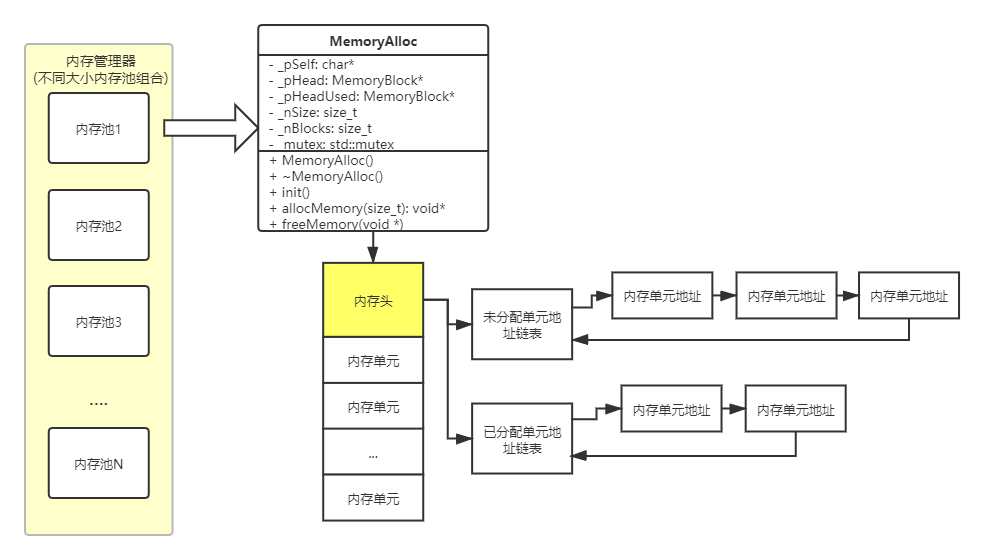 内存管理器
(不同大小内存池组合)
内存池1
内存池2
内存池3
....
内存池N
MemoryAlloc
- _pSelf: char*
- _pHead: MemoryBlock*
- _pHeadUsed: MemoryBlock*
- _nSize: size_t
- _nBlocks: size_t
- _mutex: std::mutex
+ MemoryAlloc()
+ ~MemoryAlloc()
+ init()
+ allocMemory(size_t): void*
+ freeMemory(void *)
内存头
内存单元
内存单元
...
内存单元
未分配单元地
址链表
内存单元地址
内存单元地址
内存单元地址
已分配单元地
址链表
内存单元地址
内存单元地址